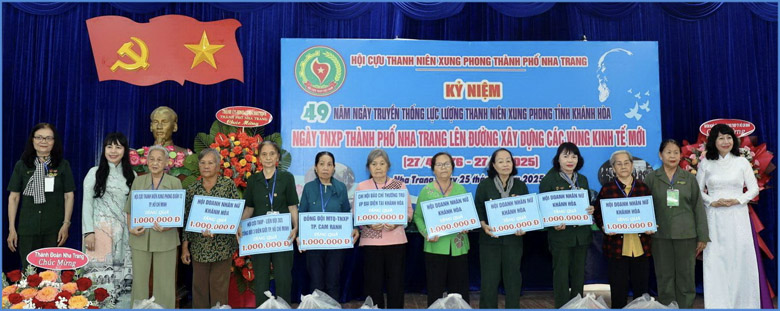 HỘI CỰU THANH NIÊN XUNG PHONG THÀNH PHỐ NHA TRANG
KỶ NIỆM
49 NĂM NGÀY TRUYỀN THỐNG LỰC LƯỢNG THANH NIÊN XUNG PHONG TỈNH KHÁNH HÒA
NGÀY TNXP THÀNH PHỐ NHA TRANG LÊN ĐƯỜNG XÂY DỰNG CÁC VÙNG KINH TẾ MỚI
Nha Trang, 25
2025
Chúc Mừng
Thành Đoàn Nha Trang
Chúc Mừng
1.000.000 Đ
HỘI DOANH NHÂN NỮ
KHÁNH HÒA
1.000.000 Đ
1.000.000 Đ
ĐỒNG ĐỘI MTQ-TNXP
TP. CAM RANH
1.000.000 Đ
1.000.000 Đ
HỘI DOANH NHÂN NỮ
KHÁNH HÒA
1.000.000 Đ
HỘI DOANH NHÂN NỮ
KHÁNH HÒA
1.000.000 Đ
HỘI DOANH NHÂN NỮ
KHÁNH HÒA
1.000.000 Đ
HỘI DOANH NHÂN NỮ
KHÁNH HÒA
1.000.000 Đ